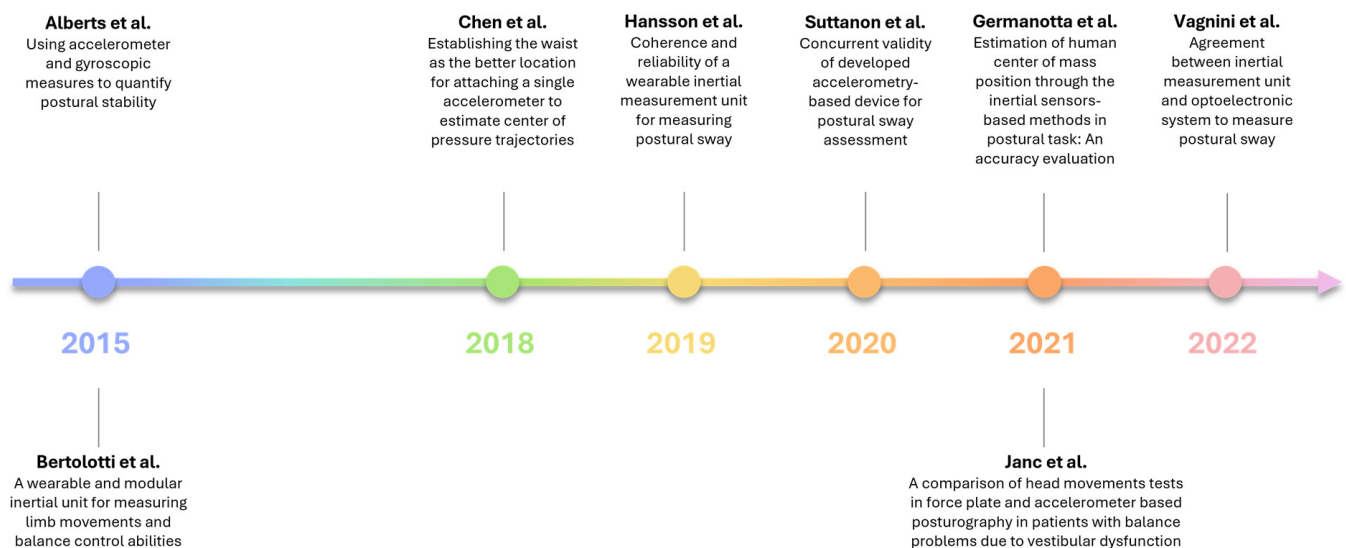 Alberts et al.
Using accelerometer
and gyroscopic
measures to quantify
postural stability
Chen et al.
Establishing the waist
as the better location
for attaching a single
accelerometer to
estimate center of
pressure trajectories
Hansson et al.
Coherence and
reliability of a
wearable inertial
measurement unit
for measuring
postural sway
Suttanon et al.
Concurrent validity
of developed
accelerometry-
based device for
postural sway
assessment
Germanotta et al.
Estimation of human
center of mass
position through the
inertial sensors-
based methods in
postural task: An
accuracy evaluation
Vagnini et al.
Agreement
between inertial
measurement unit
and optoelectronic
system to measure
postural sway
2015
2018
2019
2020
2021
2022
Bertolotti et al.
A wearable and modular
inertial unit for measuring
limb movements and
balance control abilities
Janc et al.
A comparison of head movements tests
in force plate and accelerometer based
posturography in patients with balance
problems due to vestibular dysfunction